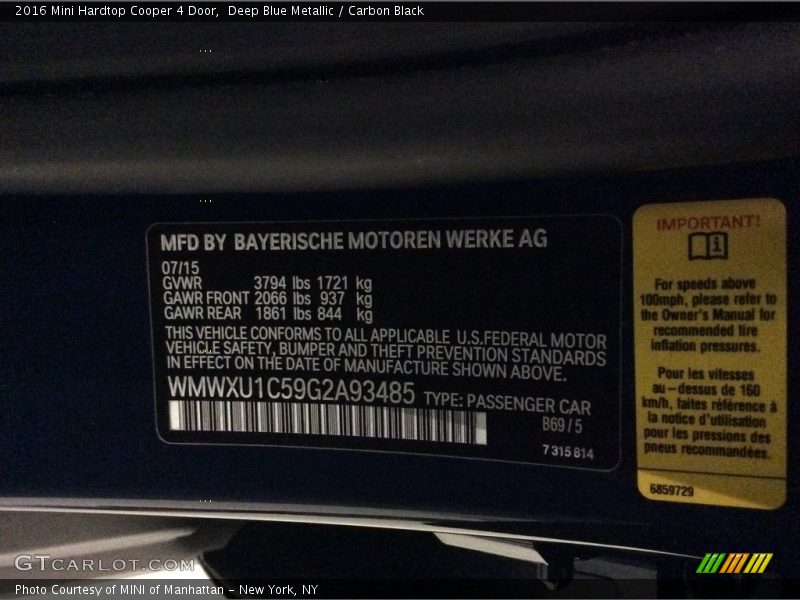 2016 Mini Hardtop Cooper 4 Door,  Deep Blue Metallic / Carbon Black
MFD BY BAYERISCHE MOTOREN WERKE AG
07/15
GVWR 3794 lbs 1721 kg
GAWR FRONT 2066 lbs 937 kg
GAWR REAR 1861 lbs 844 kg
THIS VEHICLE CONFORMS TO ALL APPLICABLE U.S.FEDERAL MOTOR
VEHICLE SAFETY, BUMPER AND THEFT PREVENTION STANDARDS
IN EFFECT ON THE DATE OF MANUFACTURE SHOWN ABOVE.
WMWXU1C59G2A93485 TYPE: PASSENGER CAR
B69/5
7 315 814
IMPORTANT!
For speeds above
100mph, please refer to
the Owner's Manual for
recommended tire
inflation pressures.
Pour les vitesses
au-dessus de 160
km/h, faites référence à
la notice d'utilisation
pour les pressions des
pneus recommandées.
6859729
GTCARLOT.COM
Photo Courtesy of MINI of Manhattan - New York, NY